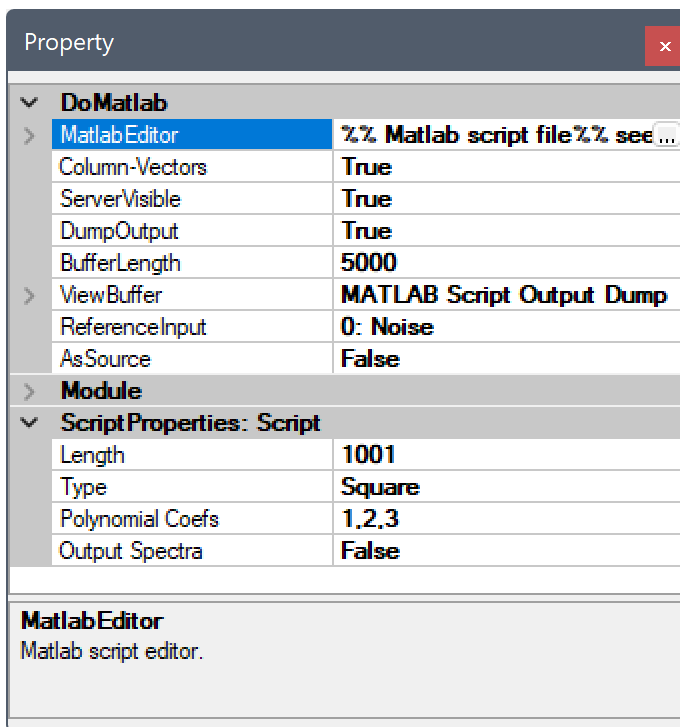 Property
DoMatlab
MatlabEditor %% Matlab script file%% see ...
Column-Vectors True
ServerVisible True
DumpOutput True
BufferLength 5000
ViewBuffer MATLAB Script Output Dump
ReferenceInput 0: Noise
AsSource False
Module
ScriptProperties: Script
Length 1001
Type Square
Polynomial Coefs 1,2,3
Output Spectra False
MatlabEditor
Matlab script editor.